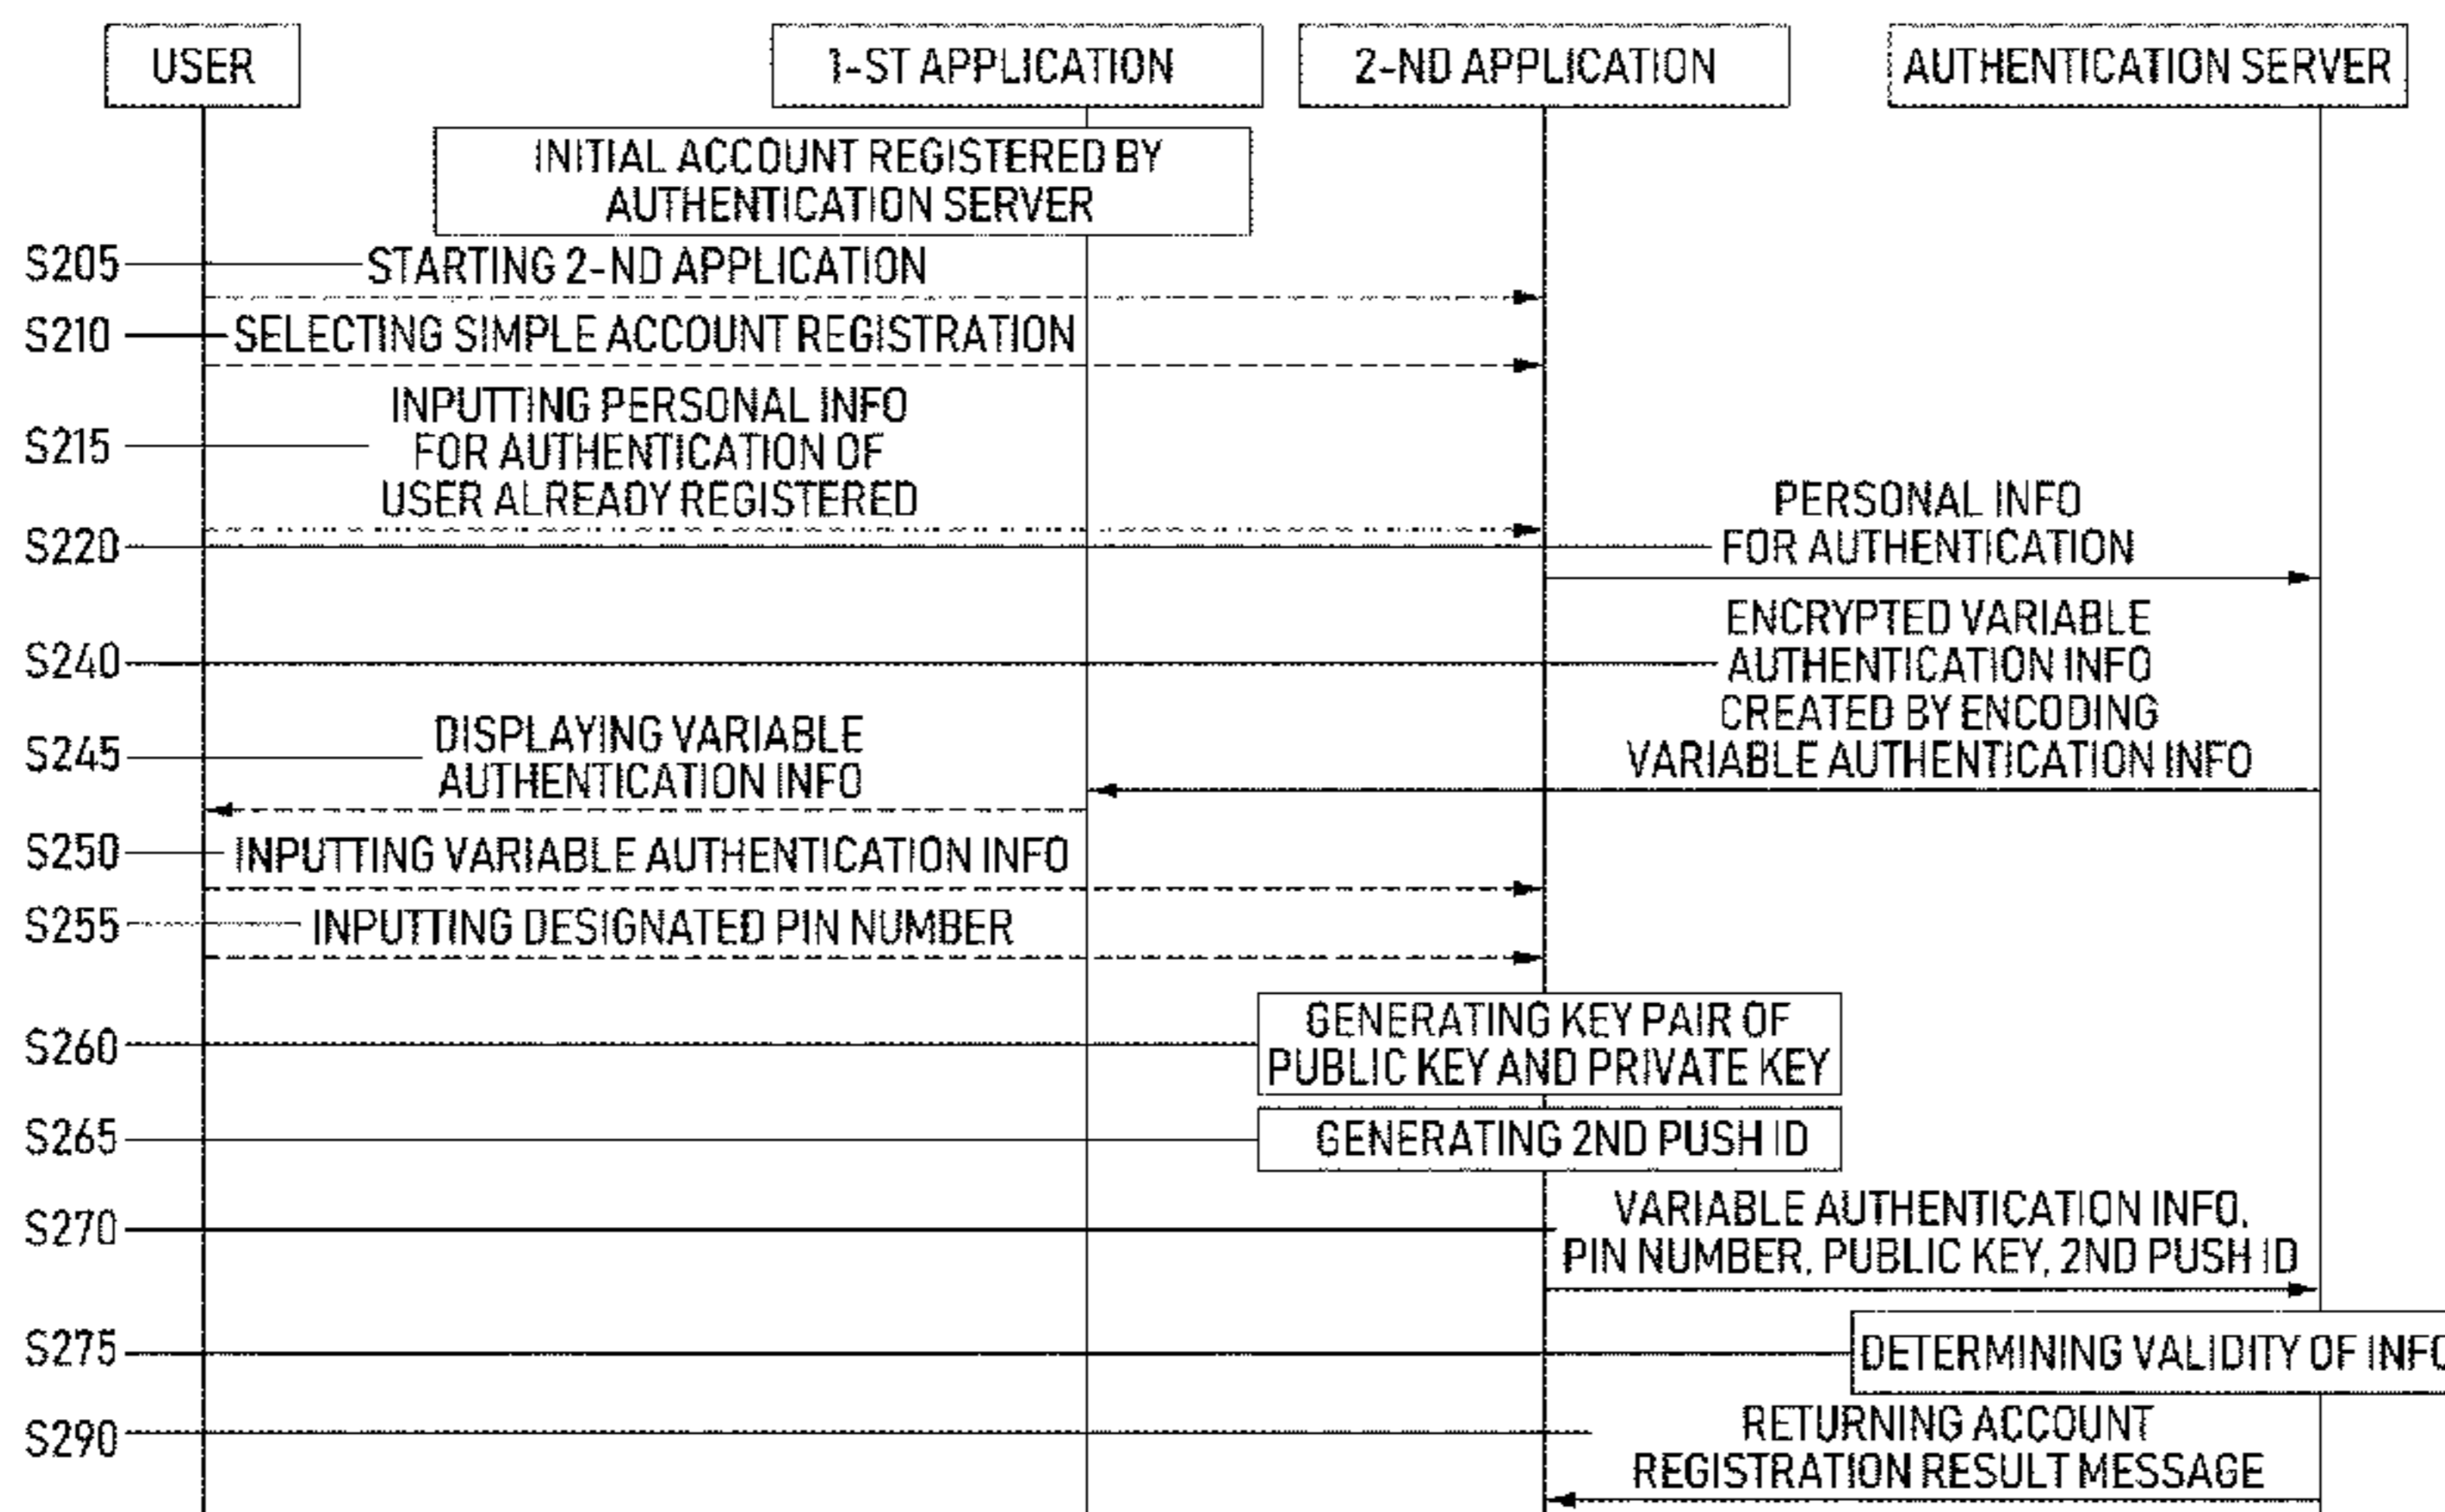 USER
1-ST APPLICATION
2-ND APPLICATION
AUTHENTICATION SERVER
INITIAL ACCOUNT REGISTERED BY
AUTHENTICATION SERVER
S205
STARTING 2-ND APPLICATION
S210
SELECTING SIMPLE ACCOUNT REGISTRATION
S215
INPUTTING PERSONAL INFO
FOR AUTHENTICATION OF
USER ALREADY REGISTERED
S220
PERSONAL INFO
FOR AUTHENTICATION
S240
ENCRYPTED VARIABLE
AUTHENTICATION INFO
CREATED BY ENCODING
VARIABLE AUTHENTICATION INFO
S245
DISPLAYING VARIABLE
AUTHENTICATION INFO
S250
INPUTTING VARIABLE AUTHENTICATION INFO
S255
INPUTTING DESIGNATED PIN NUMBER
S260
GENERATING KEY PAIR OF
PUBLIC KEY AND PRIVATE KEY
S265
GENERATING 2ND PUSH ID
S270
VARIABLE AUTHENTICATION INFO,
PIN NUMBER, PUBLIC KEY, 2ND PUSH ID
S275
DETERMINING VALIDITY OF INFO
S290
RETURNING ACCOUNT
REGISTRATION RESULT MESSAGE